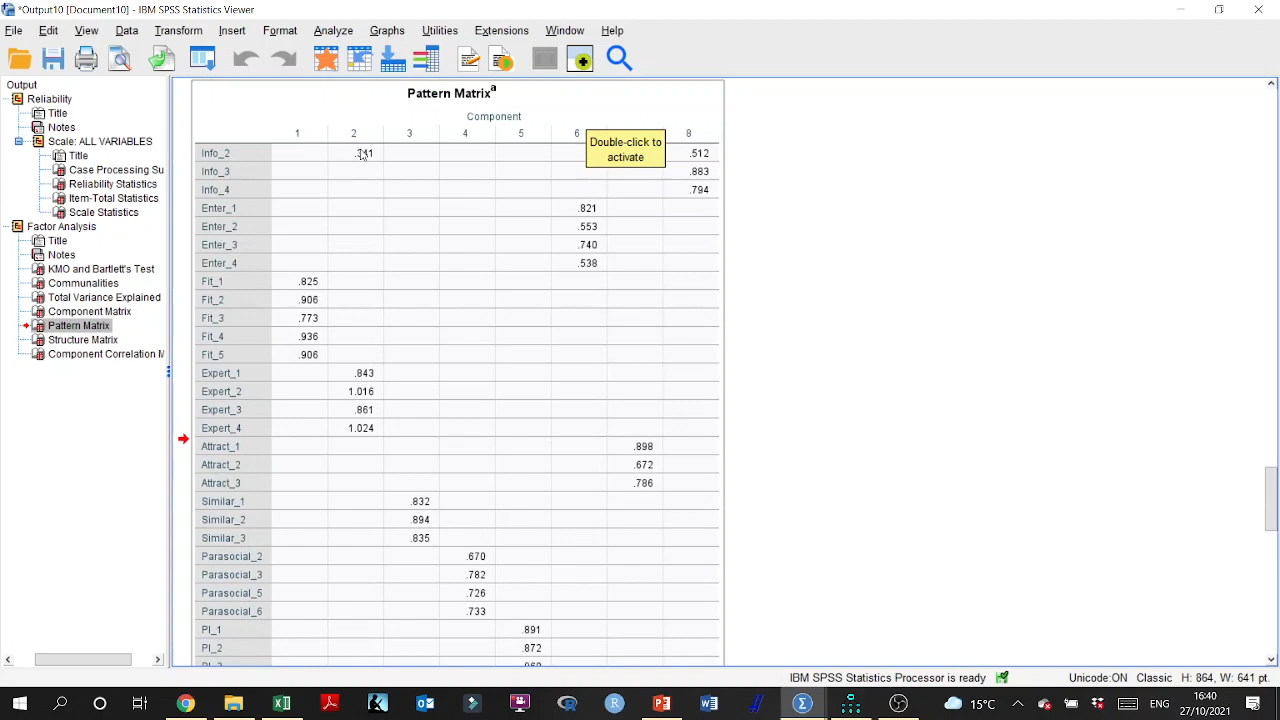 *Output10 [Document10] - IBM SPSS Statistics Viewer
File Edit View Data Transform Insert Format Analyze Graphs Utilities Extensions Window Help
Output
Reliability
Title
Notes
Scale: ALL VARIABLES
Title
Case Processing Su
Reliability Statistics
Item-Total Statistics
Scale Statistics
Factor Analysis
Title
Notes
KMO and Bartlett's Test
Communalities
Total Variance Explained
Component Matrix
Pattern Matrix
Structure Matrix
Component Correlation M
Pattern Matrixa
Component
1 2 3 4 5 6 8
Double-click to
activate
Info_2 .512
Info_3 .883
Info_4 .794
Enter_1 .821
Enter_2 .553
Enter_3 .740
Enter_4 .538
Fit_1 .825
Fit_2 .906
Fit_3 .773
Fit_4 .936
Fit_5 .906
Expert_1 .843
Expert_2 1.016
Expert_3 .861
Expert_4 1.024
Attract_1 .898
Attract_2 .672
Attract_3 .786
Similar_1 .832
Similar_2 .894
Similar_3 .835
Parasocial_2 .670
Parasocial_3 .782
Parasocial_5 .726
Parasocial_6 .733
PI_1 .891
PI_2 .872
IBM SPSS Statistics Processor is ready Unicode:ON Classic H: 864, W: 641 pt.
15°C ENG 16:40
27/10/2021